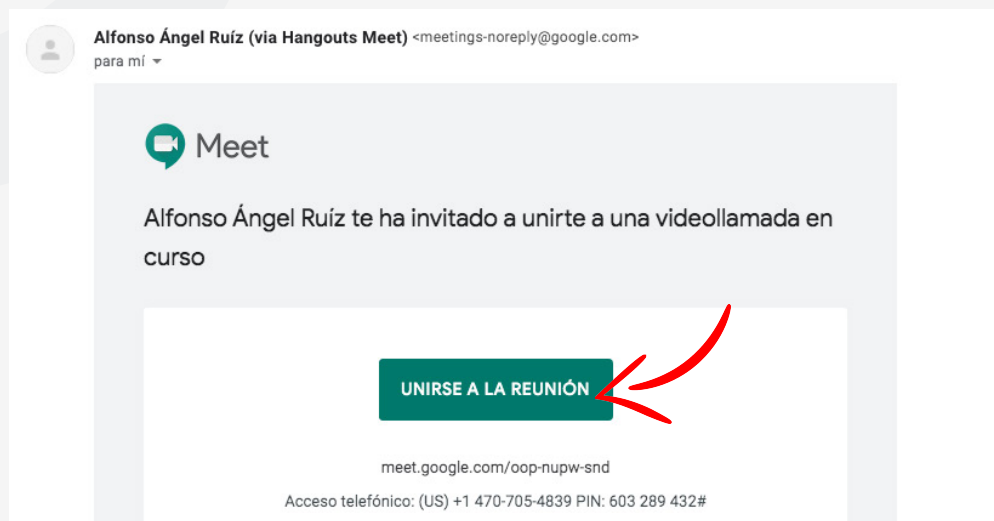 Alfonso Ángel Ruíz (via Hangouts Meet) <meetings-noreply@google.com>
para mí
Meet
Alfonso Ángel Ruíz te ha invitado a unirte a una videollamada en
curso
UNIRSE A LA REUNIÓN
meet.google.com/oop-nupw-snd
Acceso telefónico: (US) +1 470-705-4839 PIN: 603 289 432#